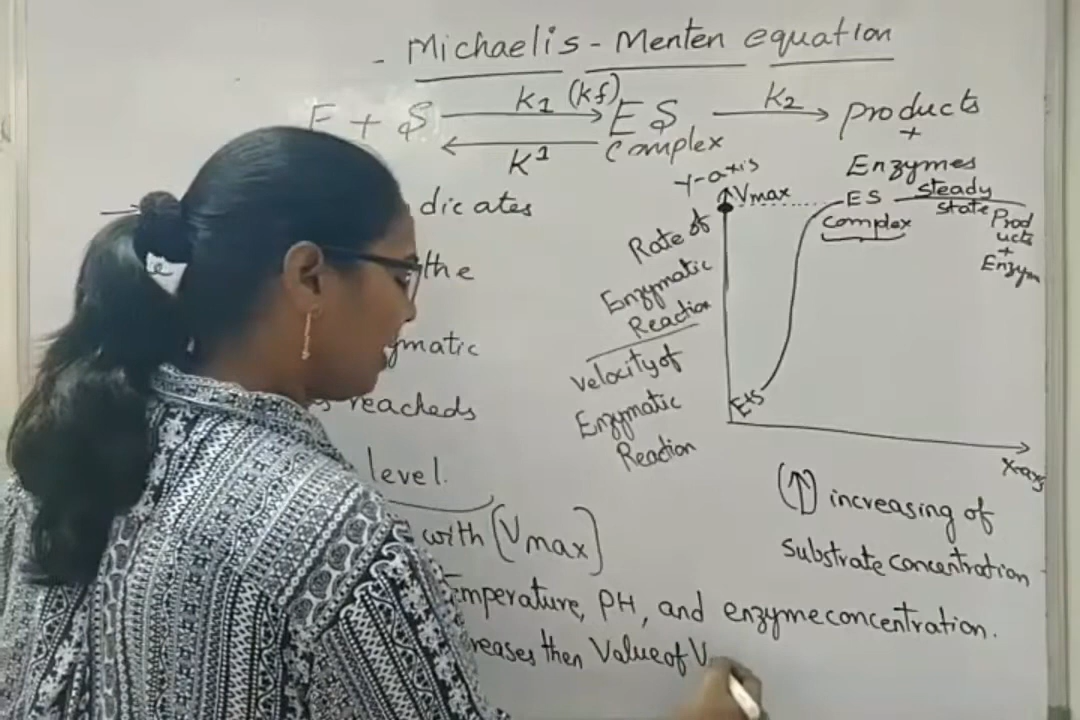 - Michaelis - Menten equation
E + S K1 (kf) ES K2 products
K1 Complex +
Enzymes
Y-axis
Vmax ES steady
state
Complex
Prod
ucts
+
Enzym
Rate of
Enzymatic
Reaction
Velocity of
Enzymatic
Reaction
E+S
X-axis
(↑) increasing of
substrate concentration
dicates
the
ymatic
reacheds
level.
with (Vmax)
emperature, PH, and enzyme concentration.
reases then Value of V